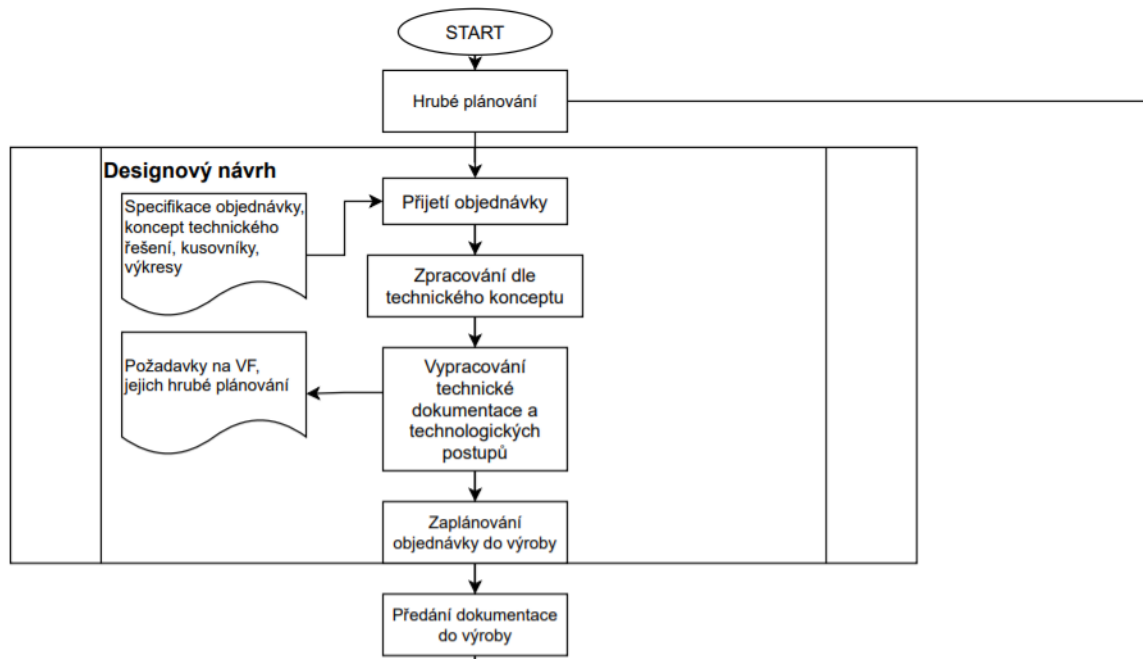 START
Hrubé plánování
Designový návrh
Specifikace objednávky,
koncept technického
řešení, kusovníky,
výkresy
Přijetí objednávky
Zpracování dle
technického konceptu
Požadavky na VF,
jejich hrubé plánování
Vypracování
technické
dokumentace a
technologických
postupů
Zaplánování
objednávky do výroby
Předání dokumentace
do výroby